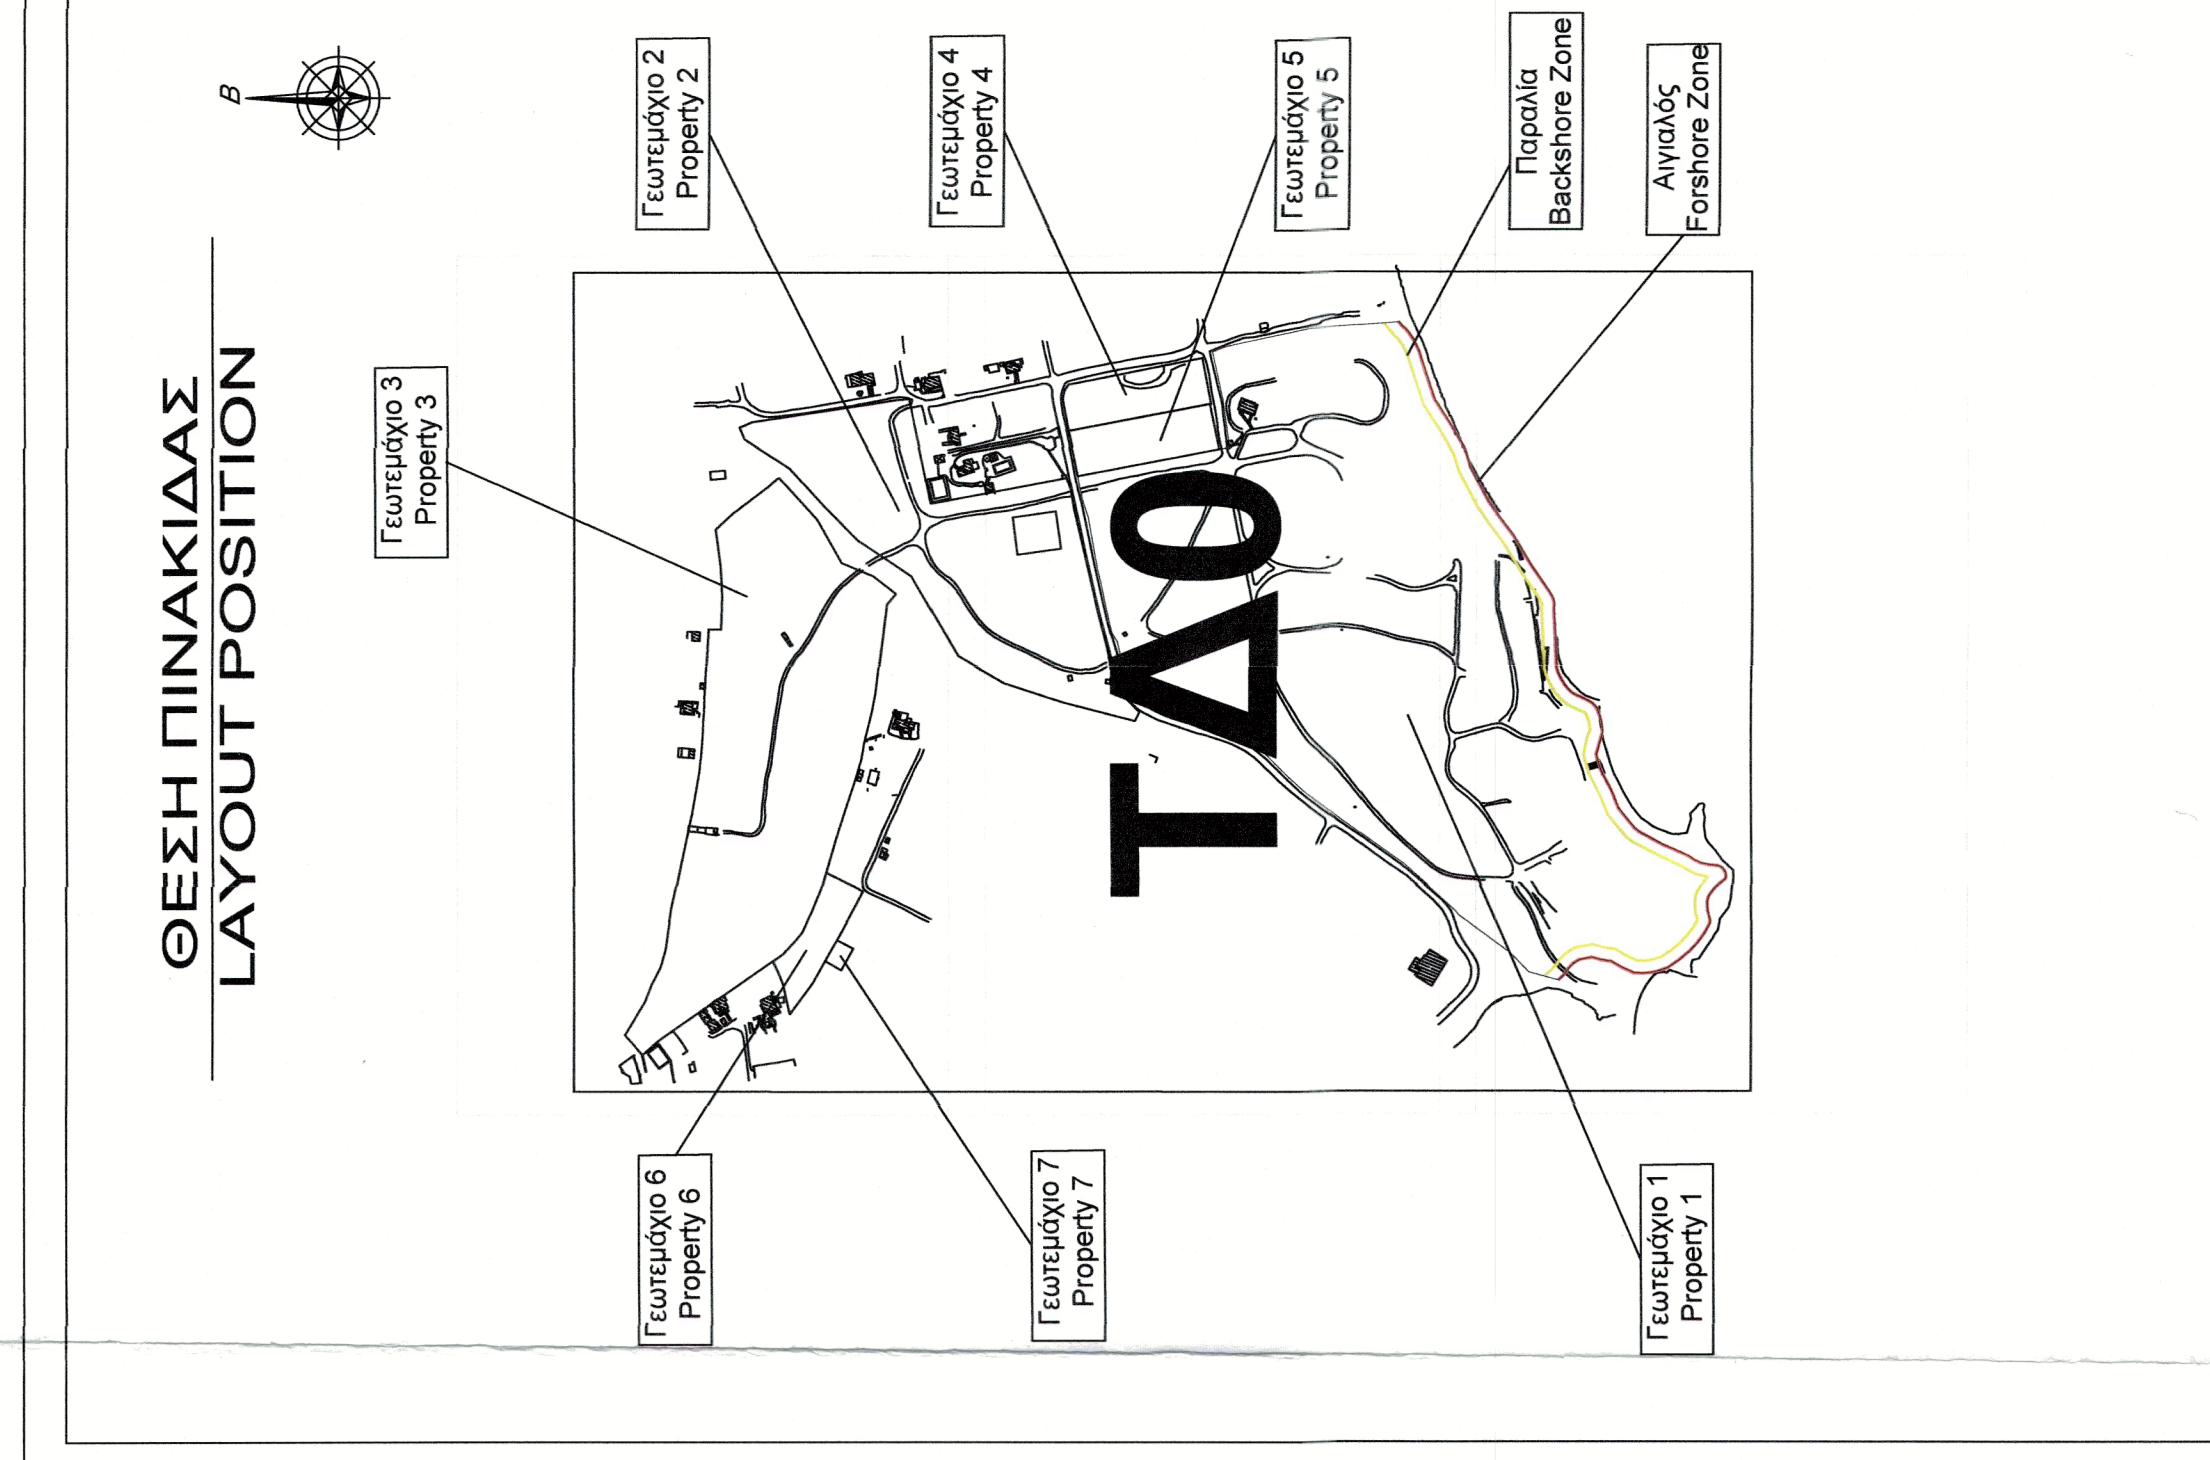 ΘΕΣΗ ΠΙΝΑΚΙΔΑΣ
LAYOUT POSITION
Β
Γεωτεμάχιο 3
Property 3
Γεωτεμάχιο 2
Property 2
Γεωτεμάχιο 4
Property 4
Γεωτεμάχιο 5
Property 5
Παραλία
Backshore Zone
Αιγιαλός
Forshore Zone
ΤΔ0
Γεωτεμάχιο 6
Property 6
Γεωτεμάχιο 7
Property 7
Γεωτεμάχιο 1
Property 1